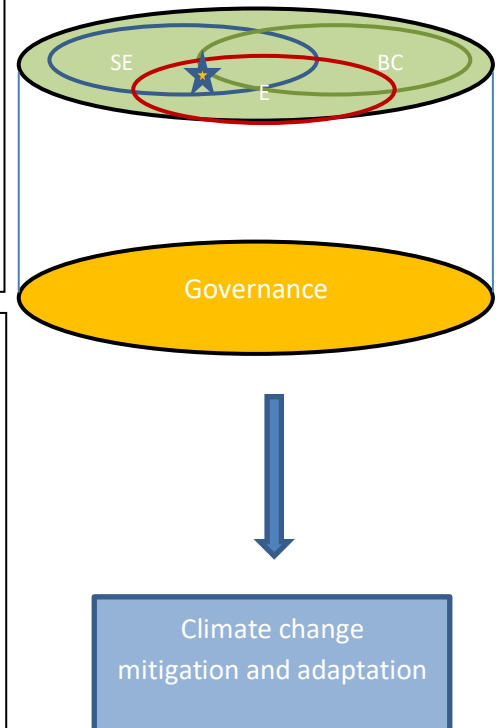 SE
BC
E
Governance
Climate change
mitigation and adaptation